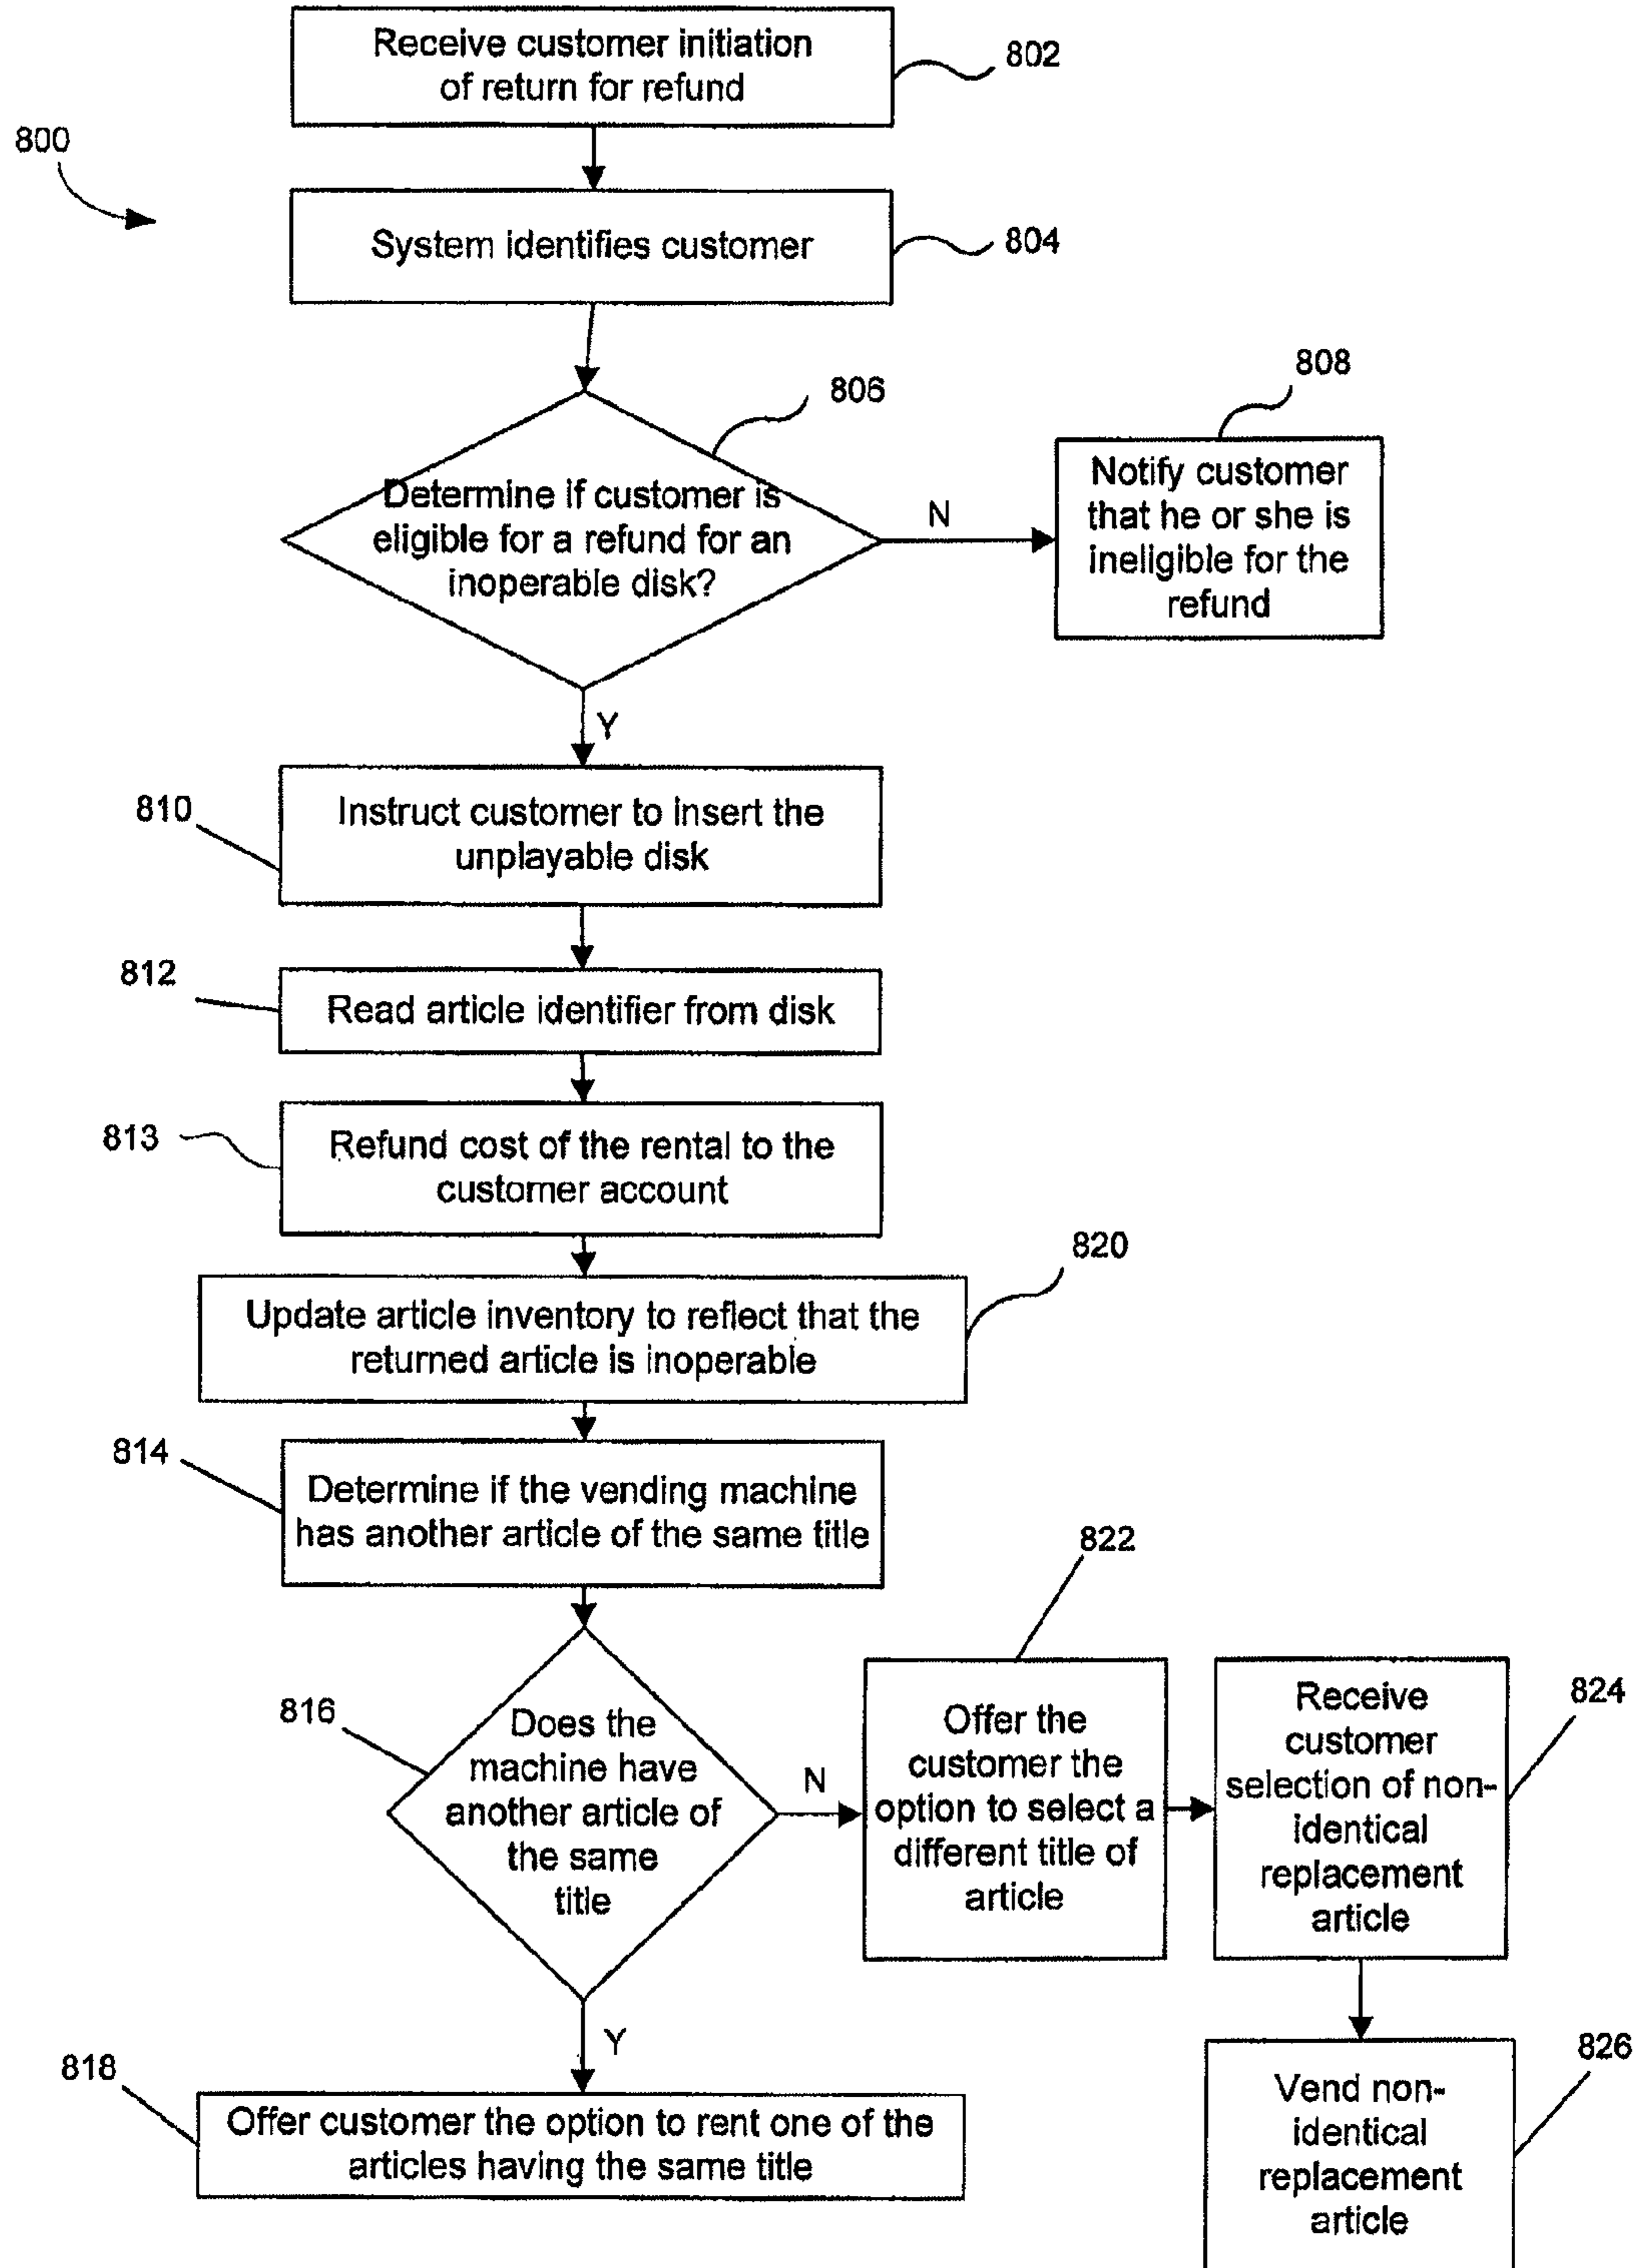 Receive customer initiation
of return for refund
802
800
System identifies customer
804
806
Determine if customer is
eligible for a refund for an
inoperable disk?
N
808
Notify customer
that he or she is
ineligible for the
refund
Y
810
Instruct customer to insert the
unplayable disk
812
Read article identifier from disk
813
Refund cost of the rental to the
customer account
820
Update article inventory to reflect that the
returned article is inoperable
814
Determine if the vending machine
has another article of the same title
816
Does the
machine have
another article of
the same
title
N
822
Offer the
customer the
option to select a
different title of
article
824
Receive
customer
selection of non-
identical
replacement
article
Y
818
Offer customer the option to rent one of the
articles having the same title
826
Vend non-
identical
replacement
article